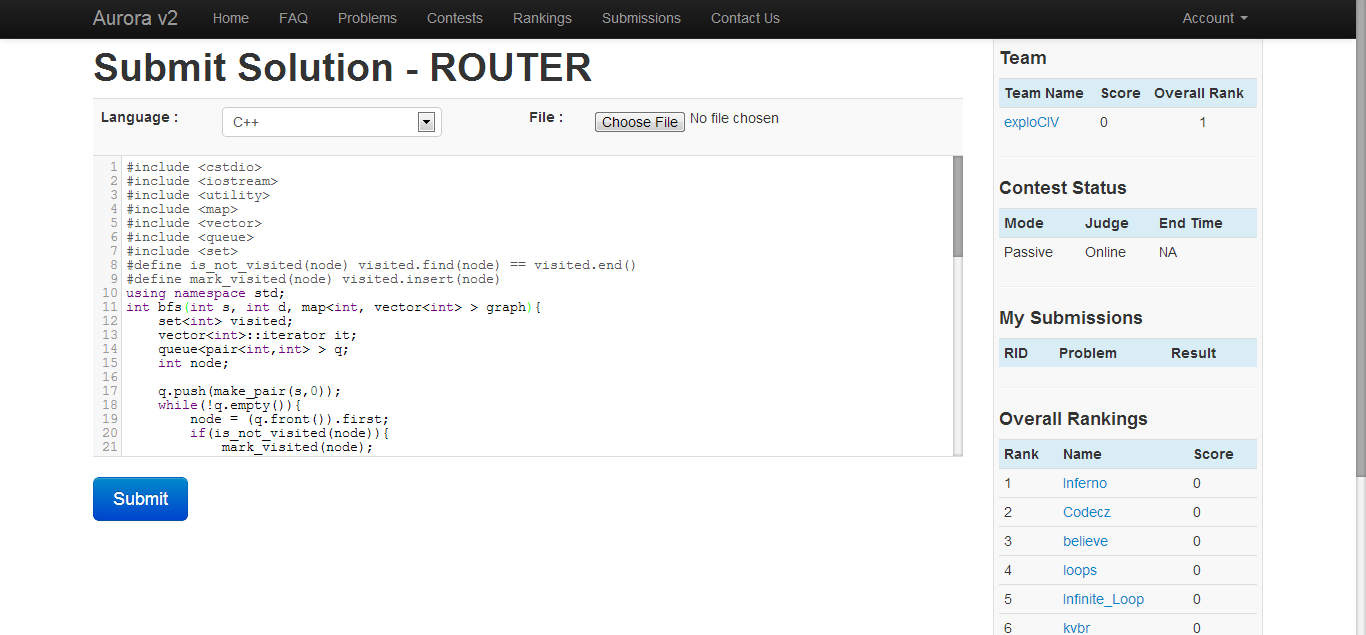 Aurora v2 Home FAQ Problems Contests Rankings Submissions Contact Us Account
Submit Solution - ROUTER
Language : C++ File : Choose File No file chosen
1 #include <cstdio>
2 #include <iostream>
3 #include <utility>
4 #include <map>
5 #include <vector>
6 #include <queue>
7 #include <set>
8 #define is_not_visited(node) visited.find(node) == visited.end()
9 #define mark_visited(node) visited.insert(node)
10 using namespace std;
11 int bfs(int s, int d, map<int, vector<int> > graph){
12     set<int> visited;
13     vector<int>::iterator it;
14     queue<pair<int,int> > q;
15     int node;
16
17     q.push(make_pair(s,0));
18     while(!q.empty()){
19         node = (q.front()).first;
20         if(is_not_visited(node)){
21             mark_visited(node);
Submit
Team
Team Name Score Overall Rank
exploCIV 0 1
Contest Status
Mode Judge End Time
Passive Online NA
My Submissions
RID Problem Result
Overall Rankings
Rank Name Score
1 Inferno 0
2 Codecz 0
3 believe 0
4 loops 0
5 Infinite_Loop 0
6 kvbr 0